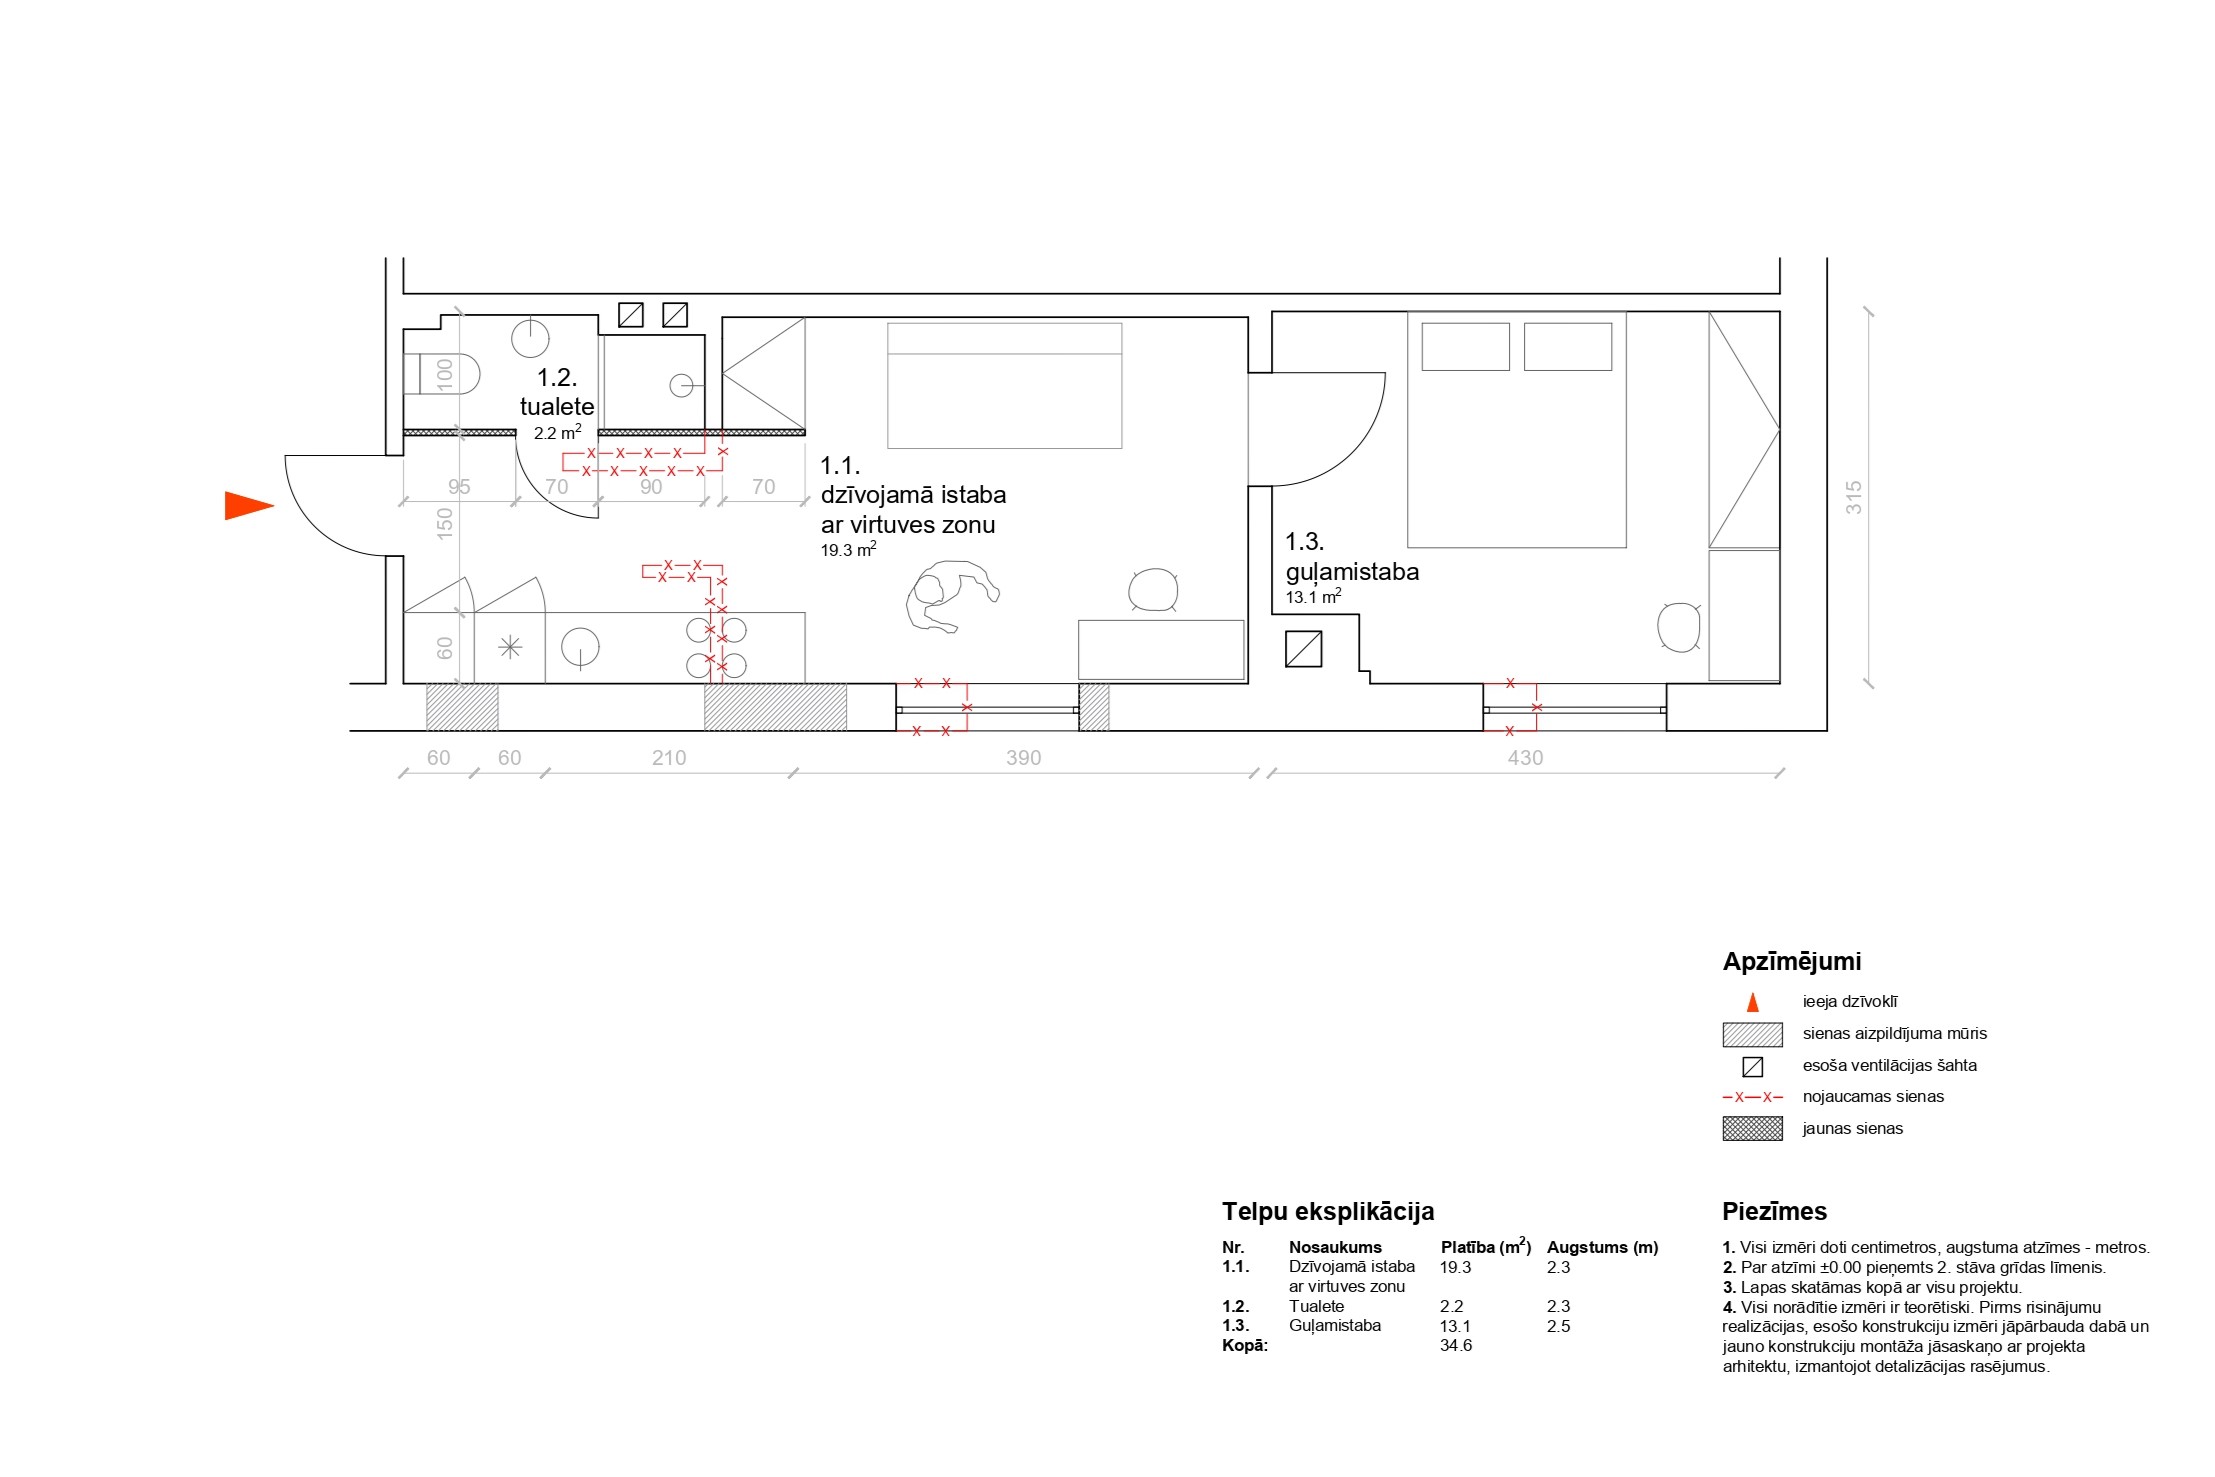 1.2.
tualete
2.2 m²
100
95
70
90
70
150
60
1.1.
dzīvojamā istaba
ar virtuves zonu
19.3 m²
1.3.
guļamistaba
13.1 m²
315
60
60
210
390
430
Apzīmējumi
ieeja dzīvoklī
sienas aizpildījuma mūris
esoša ventilācijas šahta
nojaucamas sienas
jaunas sienas
Telpu eksplikācija
Nr. Nosaukums Platība (m²) Augstums (m)
1.1. Dzīvojamā istaba 19.3 2.3
ar virtuves zonu
1.2. Tualete 2.2 2.3
1.3. Guļamistaba 13.1 2.5
Kopā: 34.6
Piezīmes
1. Visi izmēri doti centimetros, augstuma atzīmes - metros.
2. Par atzīmi ±0.00 pieņemts 2. stāva grīdas līmenis.
3. Lapas skatāmas kopā ar visu projektu.
4. Visi norādītie izmēri ir teorētiski. Pirms risinājumu
realizācijas, esošo konstrukciju izmēri jāpārbauda dabā un
jauno konstrukciju montāža jāsaskaņo ar projekta
arhitektu, izmantojot detalizācijas rasējumus.